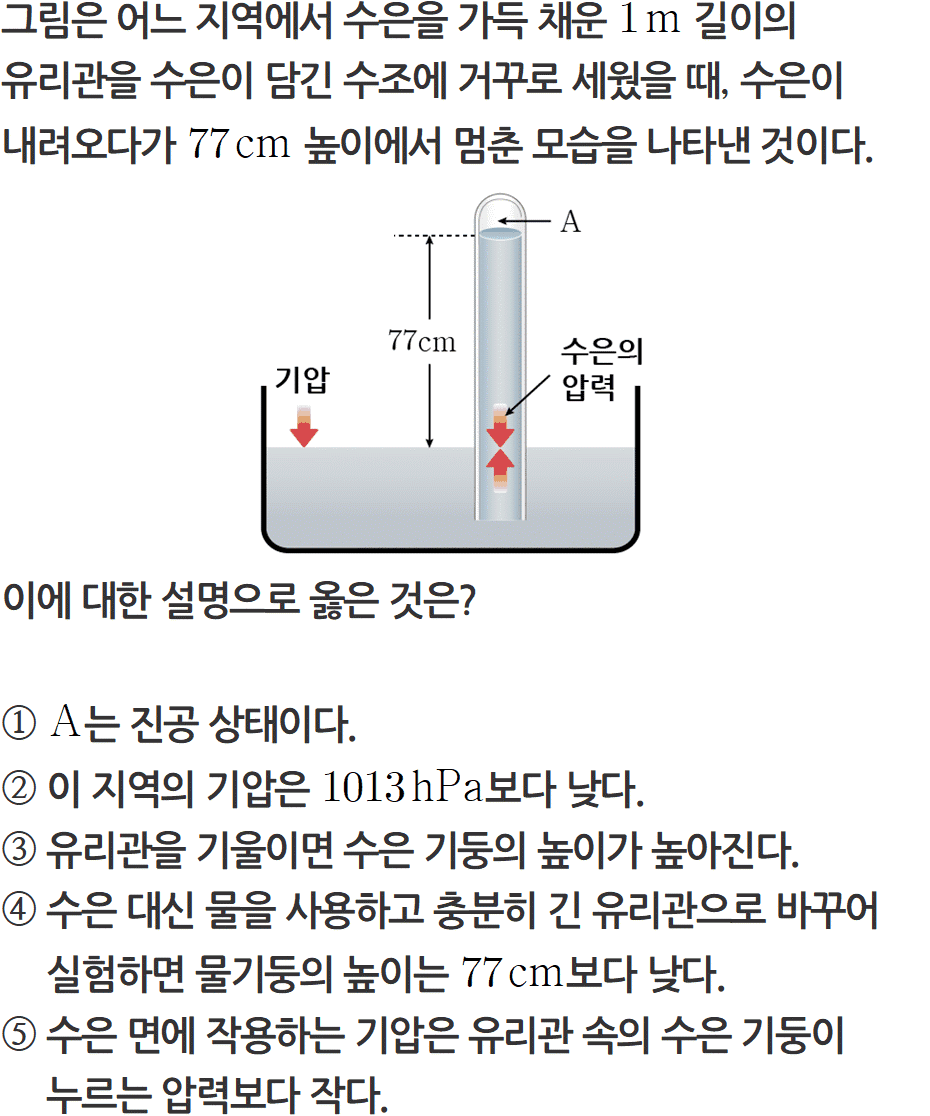 그림은 어느 지역에서 수은을 가득 채운 1 m 길이의
유리관을 수은이 담긴 수조에 거꾸로 세웠을 때, 수은이
내려오다가 77 cm 높이에서 멈춘 모습을 나타낸 것이다.
A
77cm
수은의
압력
기압
이에 대한 설명으로 옳은 것은?
① A는 진공 상태이다.
② 이 지역의 기압은 1013 hPa보다 낮다.
③ 유리관을 기울이면 수은 기둥의 높이가 높아진다.
④ 수은 대신 물을 사용하고 충분히 긴 유리관으로 바꾸어
실험하면 물기둥의 높이는 77 cm보다 낮다.
⑤ 수은 면에 작용하는 기압은 유리관 속의 수은 기둥이
누르는 압력보다 작다.